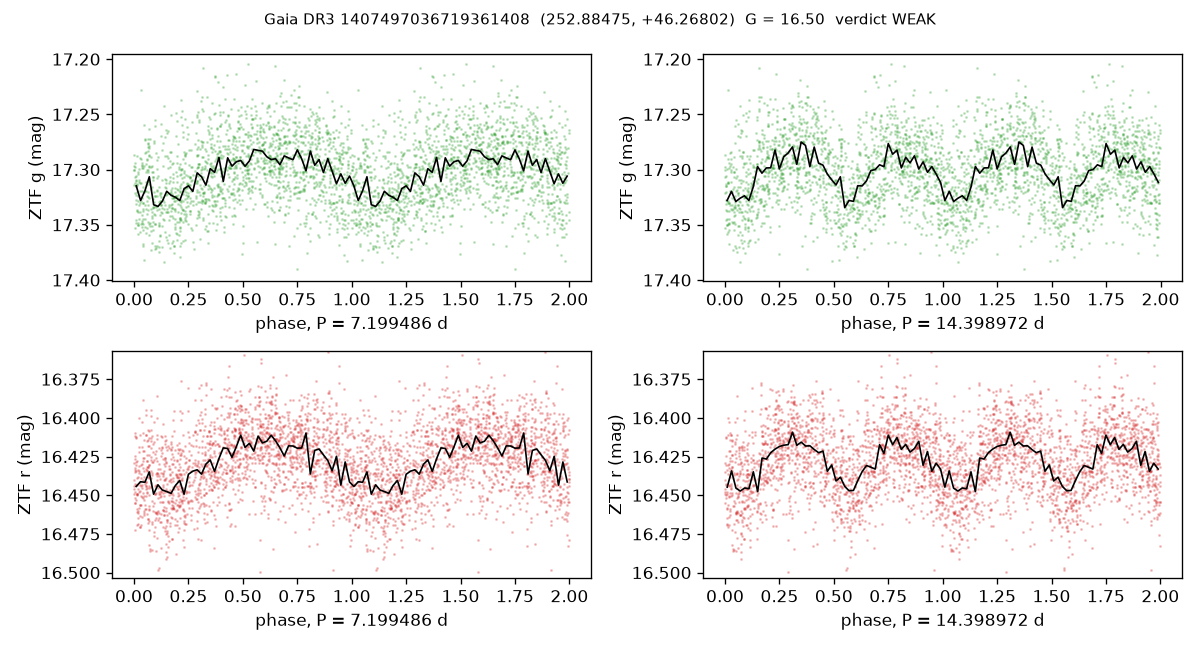 Gaia DR3 1407497036719361408 (252.88475, +46.26802) G = 16.50 verdict WEAK
ZTF g (mag)
17.20
17.25
17.30
17.35
17.40
0.00 0.25 0.50 0.75 1.00 1.25 1.50 1.75 2.00
phase, P = 7.199486 d
ZTF g (mag)
17.20
17.25
17.30
17.35
17.40
0.00 0.25 0.50 0.75 1.00 1.25 1.50 1.75 2.00
phase, P = 14.398972 d
ZTF r (mag)
16.375
16.400
16.425
16.450
16.475
16.500
0.00 0.25 0.50 0.75 1.00 1.25 1.50 1.75 2.00
phase, P = 7.199486 d
ZTF r (mag)
16.375
16.400
16.425
16.450
16.475
16.500
0.00 0.25 0.50 0.75 1.00 1.25 1.50 1.75 2.00
phase, P = 14.398972 d